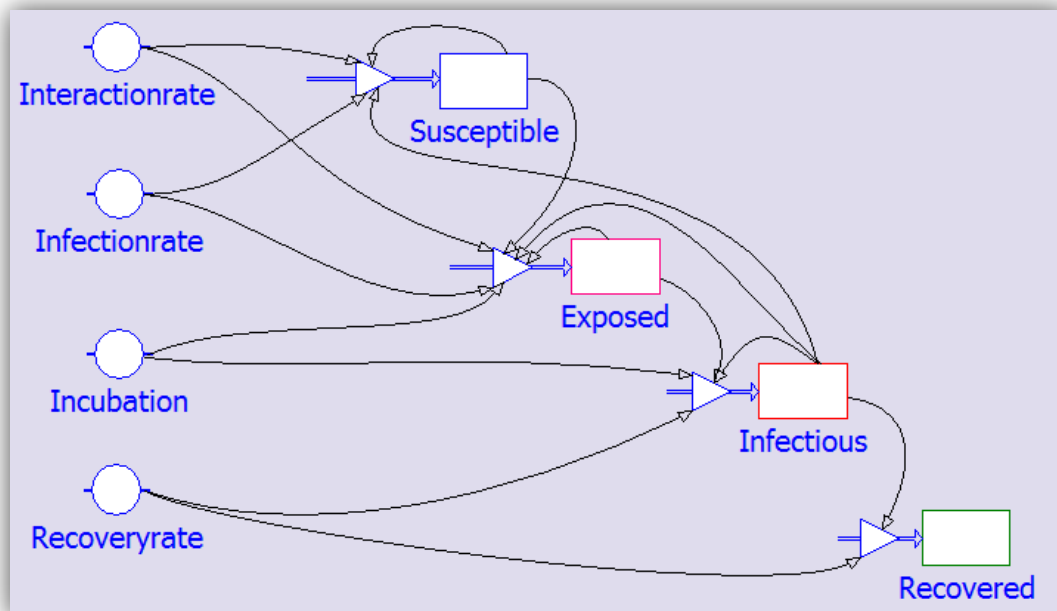 Interactionrate
Susceptible
Infectionrate
Exposed
Incubation
Infectious
Recoveryrate
Recovered